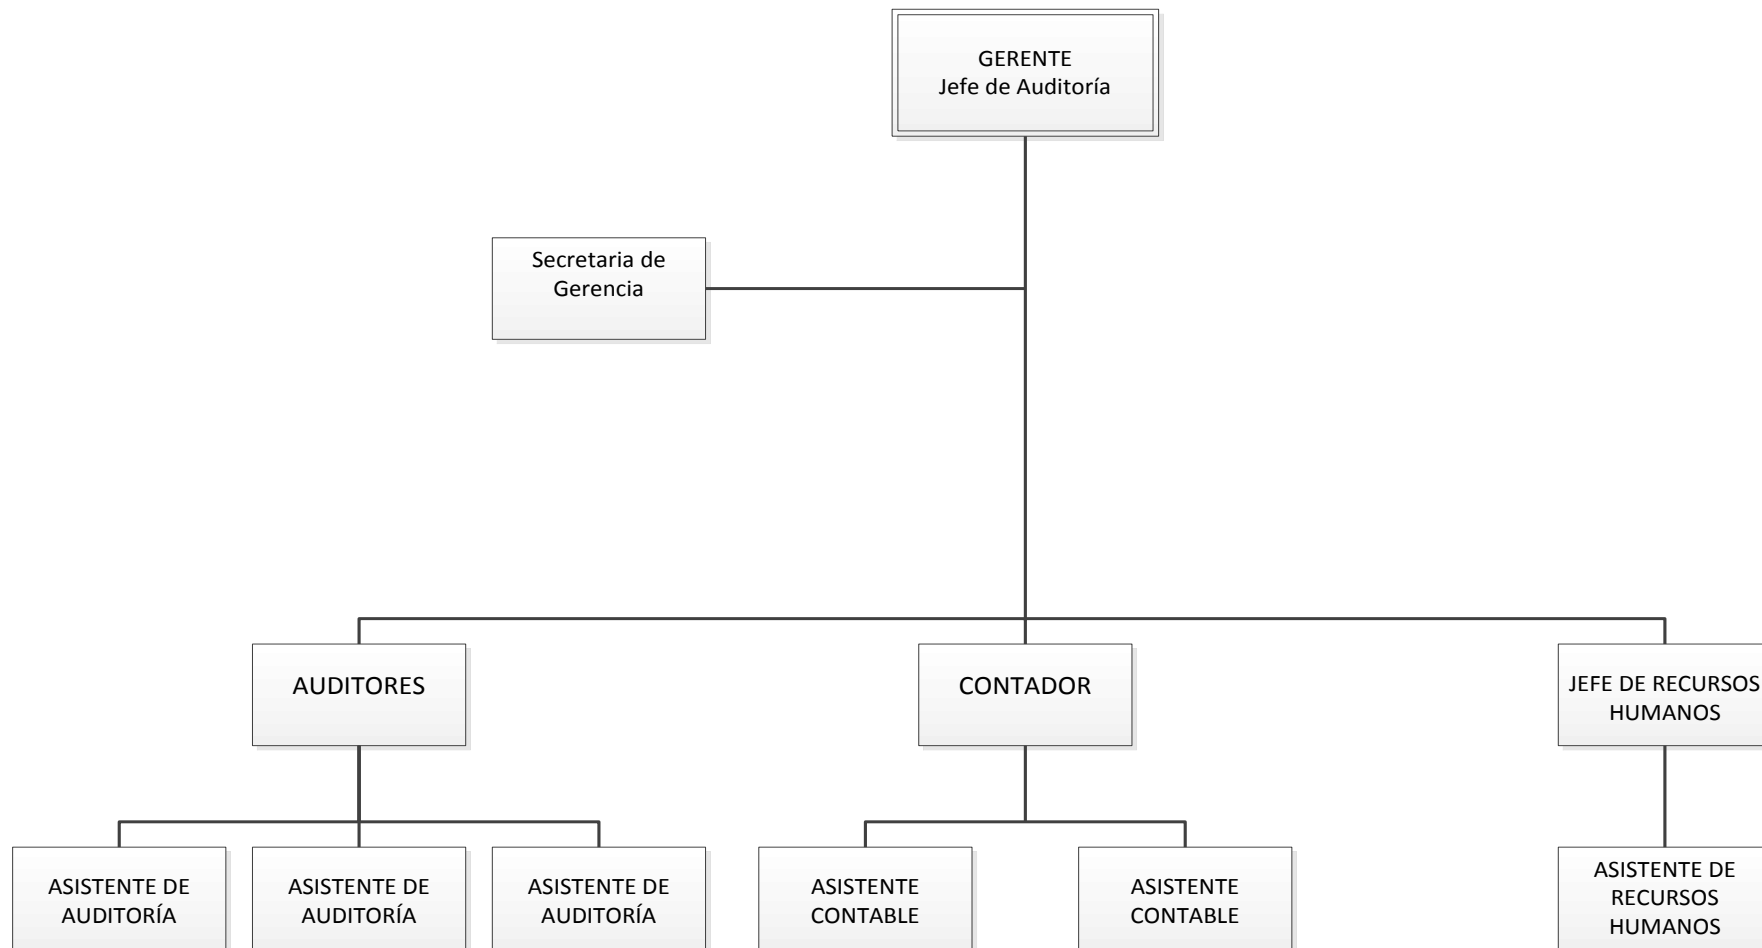 GERENTE
Jefe de Auditoría
Secretaria de
Gerencia
AUDITORES
CONTADOR
JEFE DE RECURSOS
HUMANOS
ASISTENTE DE
AUDITORÍA
ASISTENTE DE
AUDITORÍA
ASISTENTE DE
AUDITORÍA
ASISTENTE
CONTABLE
ASISTENTE
CONTABLE
ASISTENTE DE
RECURSOS
HUMANOS